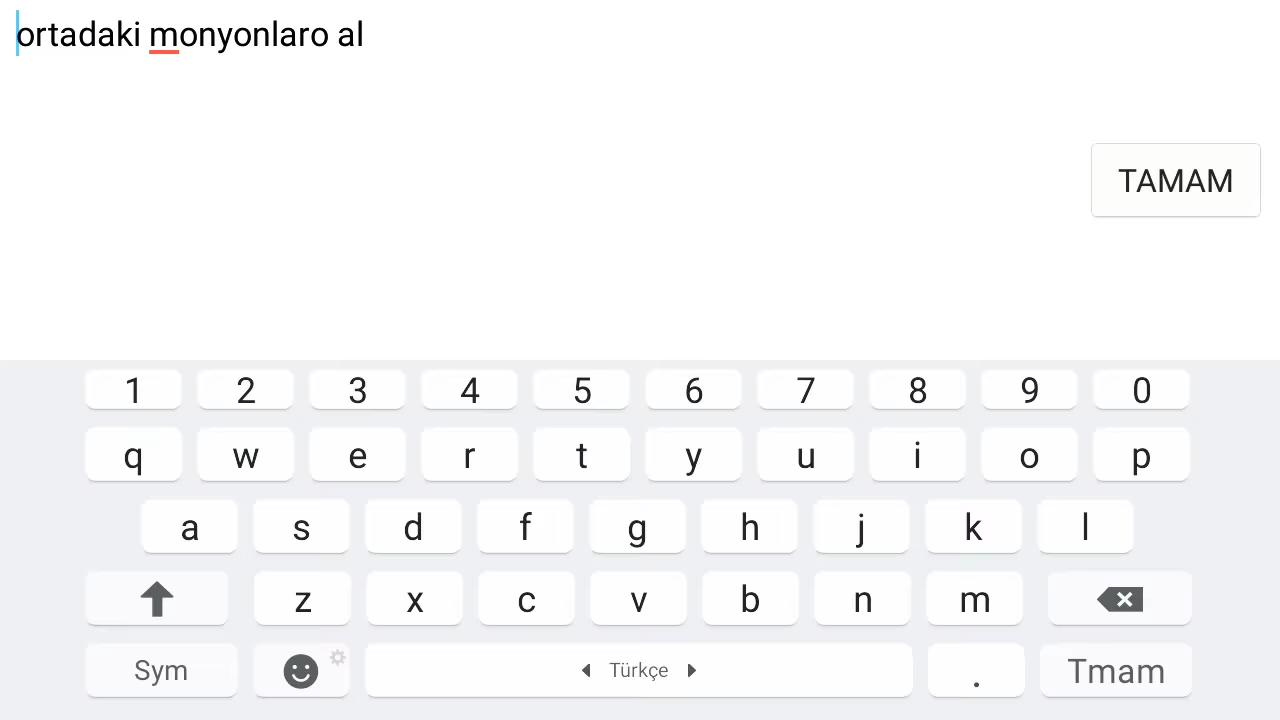 ortadaki monyonlaro al
TAMAM
1 2 3 4 5 6 7 8 9 0
q w e r t y u i o p
a s d f g h j k l
z x c v b n m
Sym Türkçe . Tmam